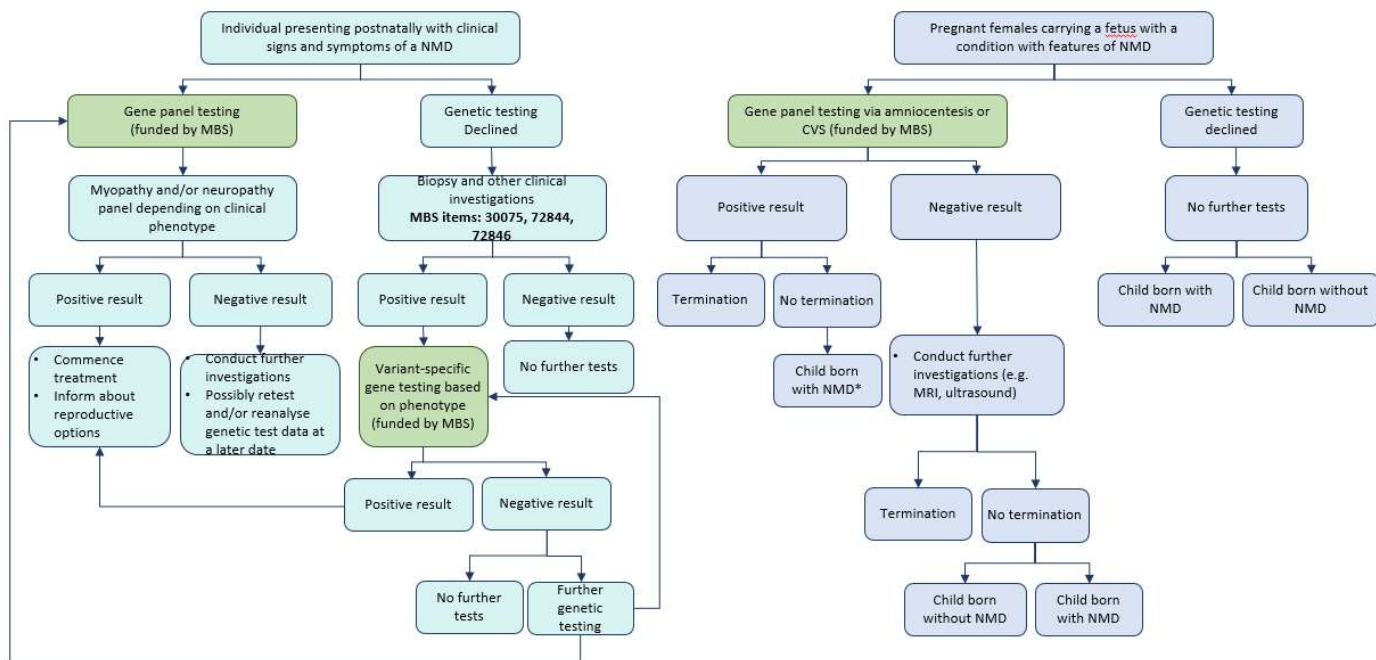 Individual presenting postnatally with clinical
signs and symptoms of a NMD
Gene panel testing
(funded by MBS)
Genetic testing
Declined
Myopathy and/or neuropathy
panel depending on clinical
phenotype
Biopsy and other clinical
investigations
MBS items: 30075, 72844,
72846
Positive result
Negative result
Positive result
Negative result
• Commence
treatment
• Inform about
reproductive
options
• Conduct further
investigations
• Possibly retest
and/or reanalyse
genetic test data at
a later date
Variant-specific
gene testing based
on phenotype
(funded by MBS)
No further tests
Positive result
Negative result
No further
tests
Further
genetic
testing
Pregnant females carrying a fetus with a
condition with features of NMD
Gene panel testing via amniocentesis or
CVS (funded by MBS)
Genetic testing
declined
Positive result
Negative result
No further tests
Termination
No termination
Child born with
NMD
Child born without
NMD
Child born
with NMD*
• Conduct further
investigations (e.g.
MRI, ultrasound)
Termination
No termination
Child born
without NMD
Child born
with NMD